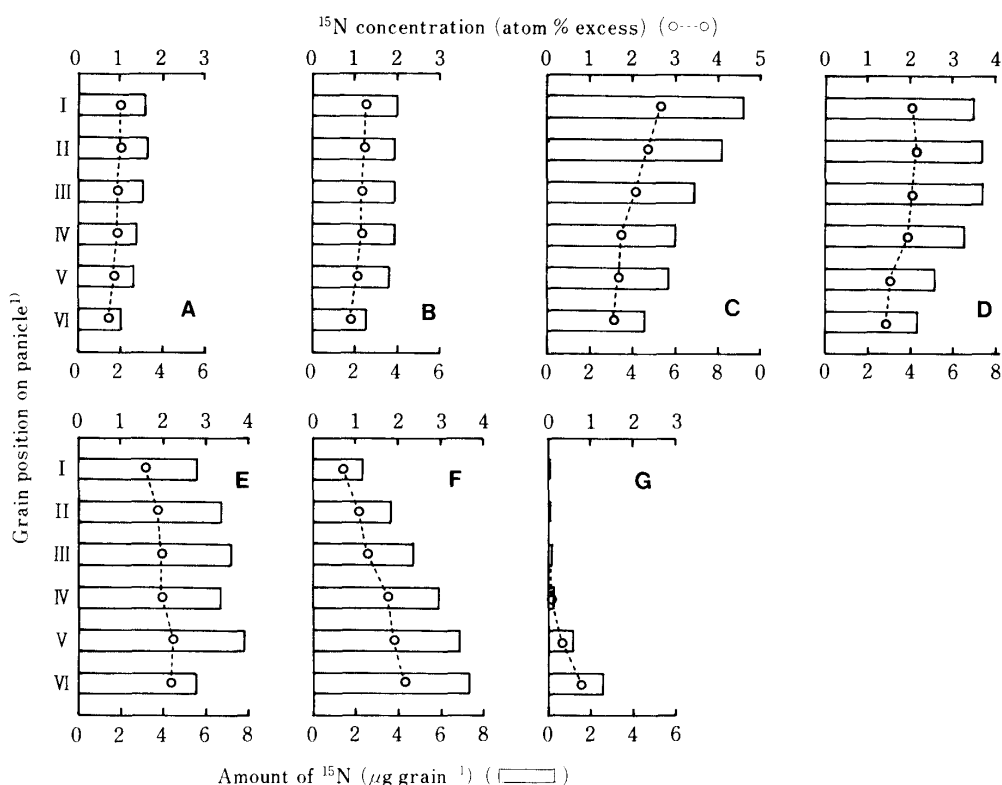 ¹⁵N concentration (atom % excess) (○---○)
0 1 2 3
0 1 2 3
0 1 2 3 4 5
0 1 2 3 4
I
II
III
IV
V
VI
A
B
C
D
0 2 4 6
0 2 4 6
0 2 4 6 8 0
0 2 4 6 8
Grain position on panicle¹⁾
0 1 2 3 4
0 1 2 3 4
0 1 2 3
I
II
III
IV
V
VI
E
F
G
0 2 4 6 8
0 2 4 6 8
0 2 4 6
Amount of ¹⁵N (μg grain ¹) ( )